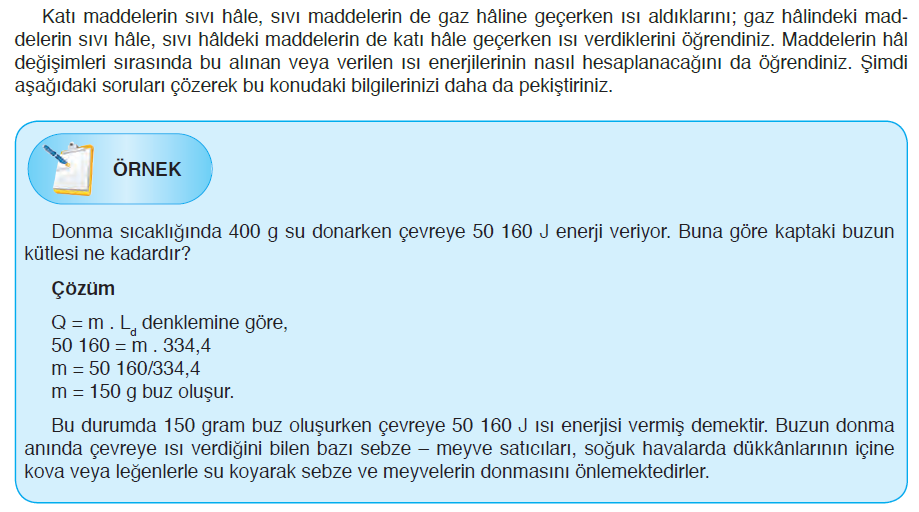 Katı maddelerin sıvı hâle, sıvı maddelerin de gaz hâline geçerken ısı aldıklarını; gaz hâlindeki mad-
delerin sıvı hâle, sıvı hâldeki maddelerin de katı hâle geçerken ısı verdiklerini öğrendiniz. Maddelerin hâl
değişimleri sırasında bu alınan veya verilen ısı enerjilerinin nasıl hesaplanacağını da öğrendiniz. Şimdi
aşağıdaki soruları çözerek bu konudaki bilgilerinizi daha da pekiştiriniz.
ÖRNEK
Donma sıcaklığında 400 g su donarken çevreye 50 160 J enerji veriyor. Buna göre kaptaki buzun
kütlesi ne kadardır?
Çözüm
Q = m . L_d denklemine göre,
50 160 = m . 334,4
m = 50 160/334,4
m = 150 g buz oluşur.
Bu durumda 150 gram buz oluşurken çevreye 50 160 J ısı enerjisi vermiş demektir. Buzun donma
anında çevreye ısı verdiğini bilen bazı sebze – meyve satıcıları, soğuk havalarda dükkânlarının içine
kova veya leğenlerle su koyarak sebze ve meyvelerin donmasını önlemektedirler.